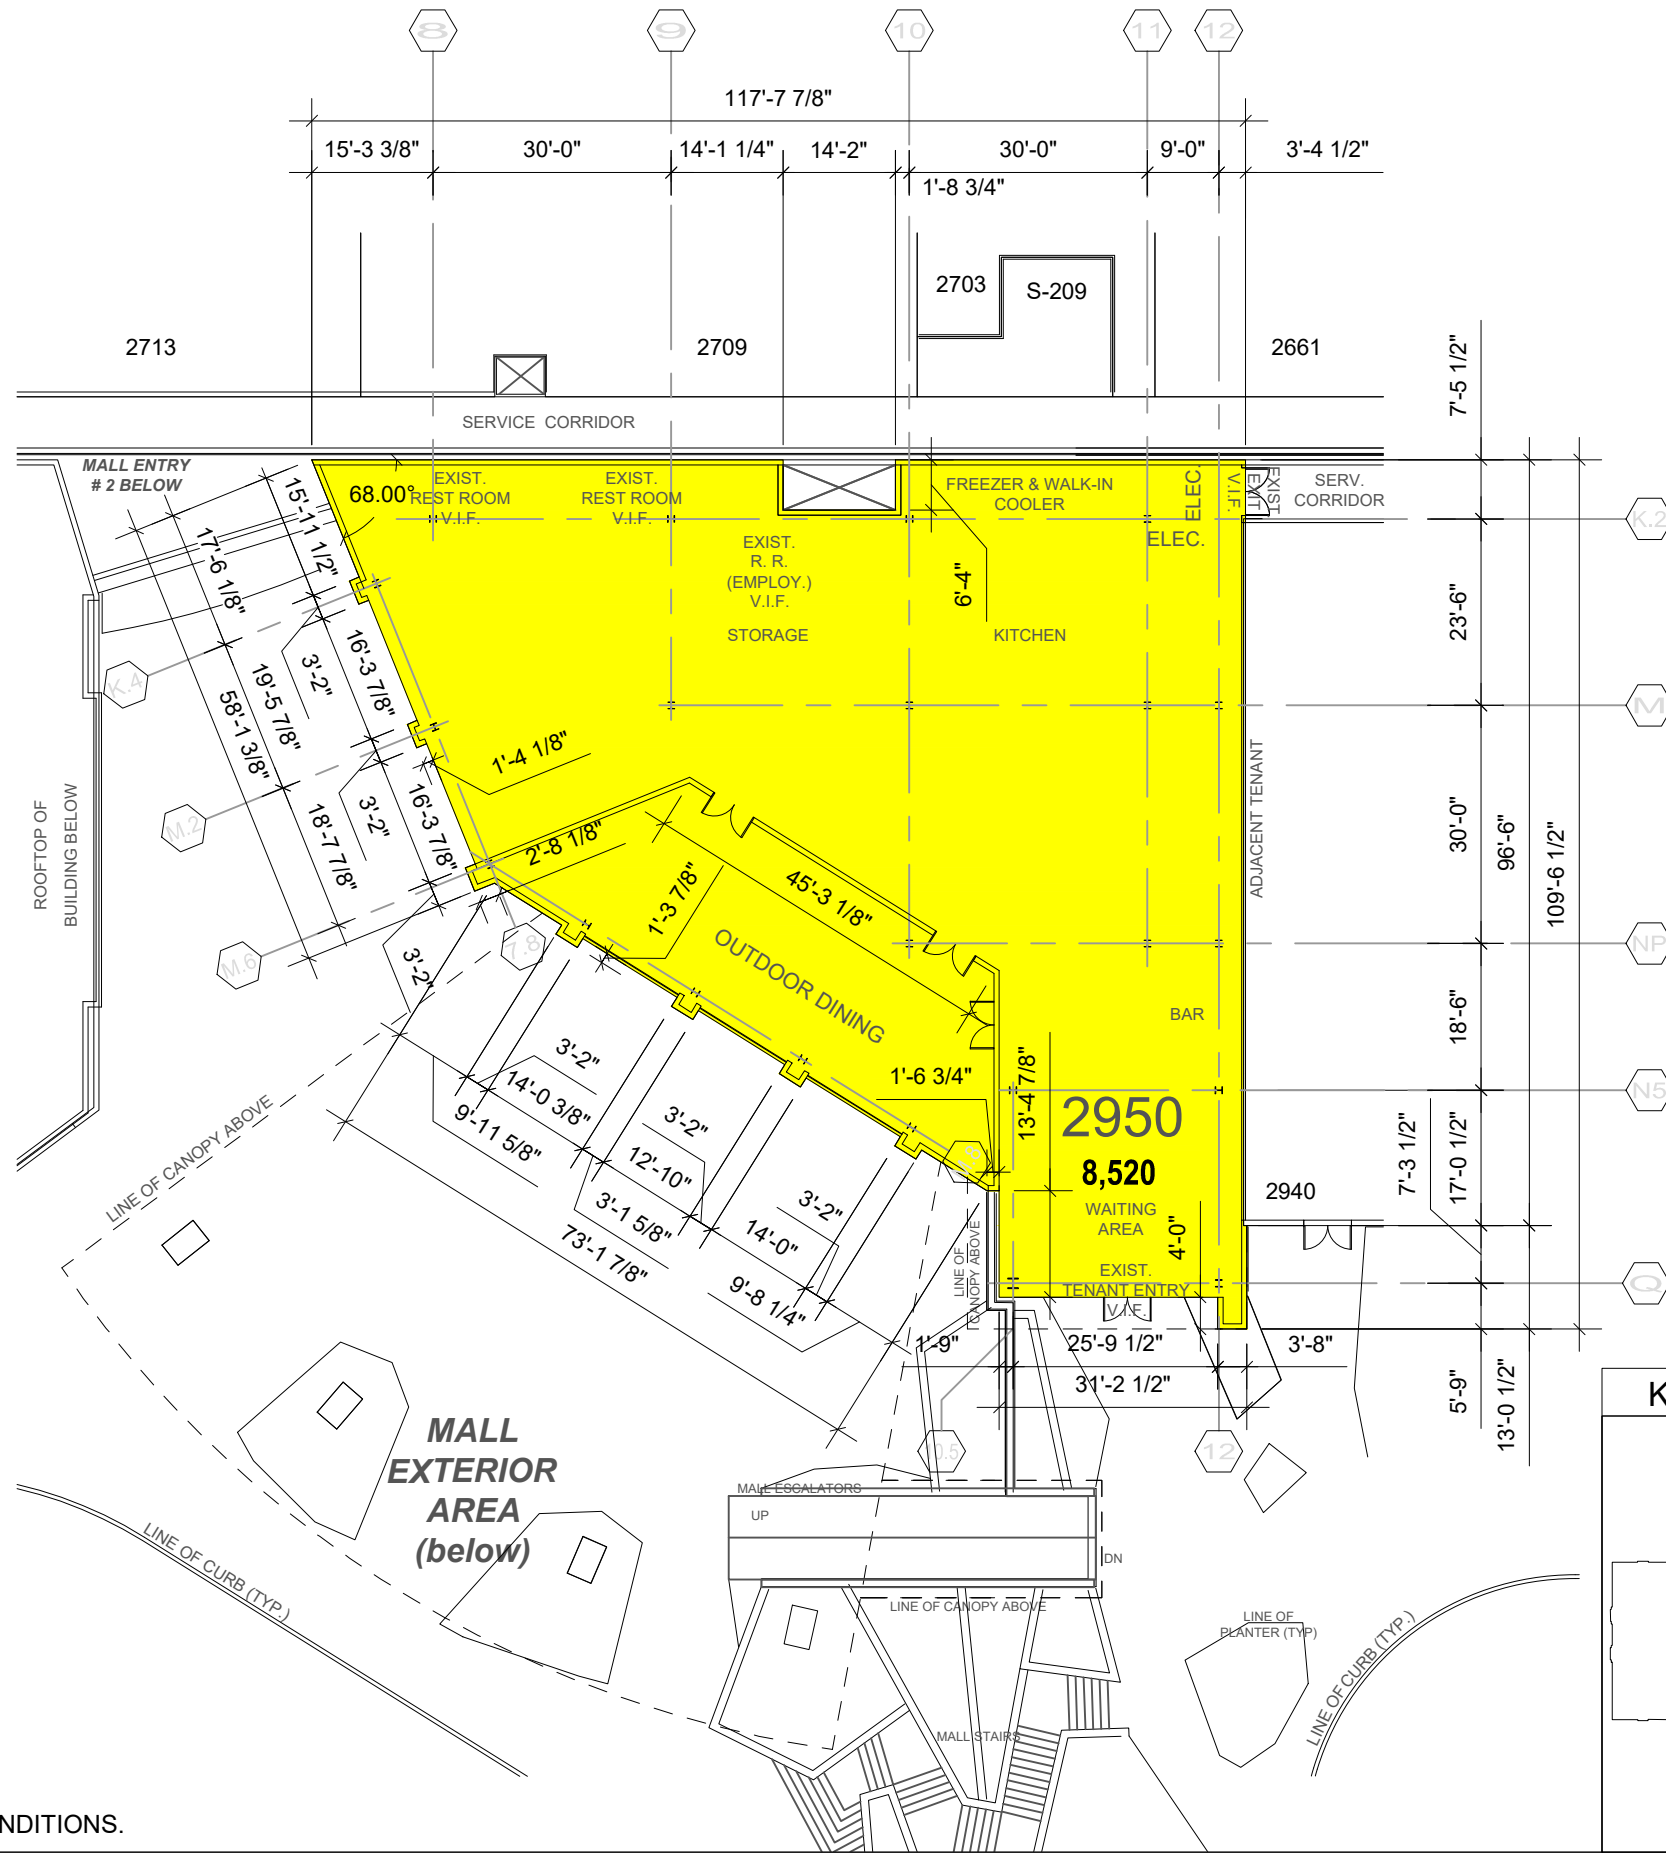 8
9
10
11
12
117'-7 7/8"
15'-3 3/8"
30'-0"
14'-1 1/4"
14'-2"
30'-0"
9'-0"
3'-4 1/2"
1'-8 3/4"
2703
S-209
2713
2709
2661
7'-5 1/2"
SERVICE CORRIDOR
MALL ENTRY
# 2 BELOW
68.00°
EXIST.
REST ROOM
V.I.F.
EXIST.
REST ROOM
V.I.F.
FREEZER & WALK-IN
COOLER
ELEC.
V.I.F.
EXIT
EXIST
SERV.
CORRIDOR
K.2
ELEC.
EXIST.
R. R.
(EMPLOY.)
V.I.F.
6'-4"
STORAGE
KITCHEN
15'-11 1/2"
17'-6 1/8"
3'-2"
16'-3 7/8"
19'-5 7/8"
58'-1 3/8"
K.4
23'-6"
M
1'-4 1/8"
3'-2"
16'-3 7/8"
18'-7 7/8"
M.2
2'-8 1/8"
1'-3 7/8"
45'-3 1/8"
ADJACENT TENANT
30'-0"
96'-6"
109'-6 1/2"
ROOFTOP OF
BUILDING BELOW
M.6
7.8
3'-2"
OUTDOOR DINING
NP
BAR
18'-6"
1'-6 3/4"
13'-4 7/8"
N5
3'-2"
14'-0 3/8"
9'-11 5/8"
3'-2"
12'-10"
3'-1 5/8"
3'-2"
14'-0"
73'-1 7/8"
9'-8 1/4"
2950
8,520
WAITING
AREA
4'-0"
2940
7'-3 1/2"
17'-0 1/2"
LINE OF CANOPY ABOVE
LINE OF
CANOPY ABOVE
EXIST.
TENANT ENTRY
V.I.F.
Q
1'-9"
25'-9 1/2"
3'-8"
31'-2 1/2"
5'-9"
13'-0 1/2"
K
10.5
12
MALL
EXTERIOR
AREA
(below)
MALL ESCALATORS
UP
DN
LINE OF CURB (TYP.)
LINE OF CANOPY ABOVE
LINE OF
PLANTER (TYP)
LINE OF CURB (TYP.)
MALL STAIRS
NDITIONS.